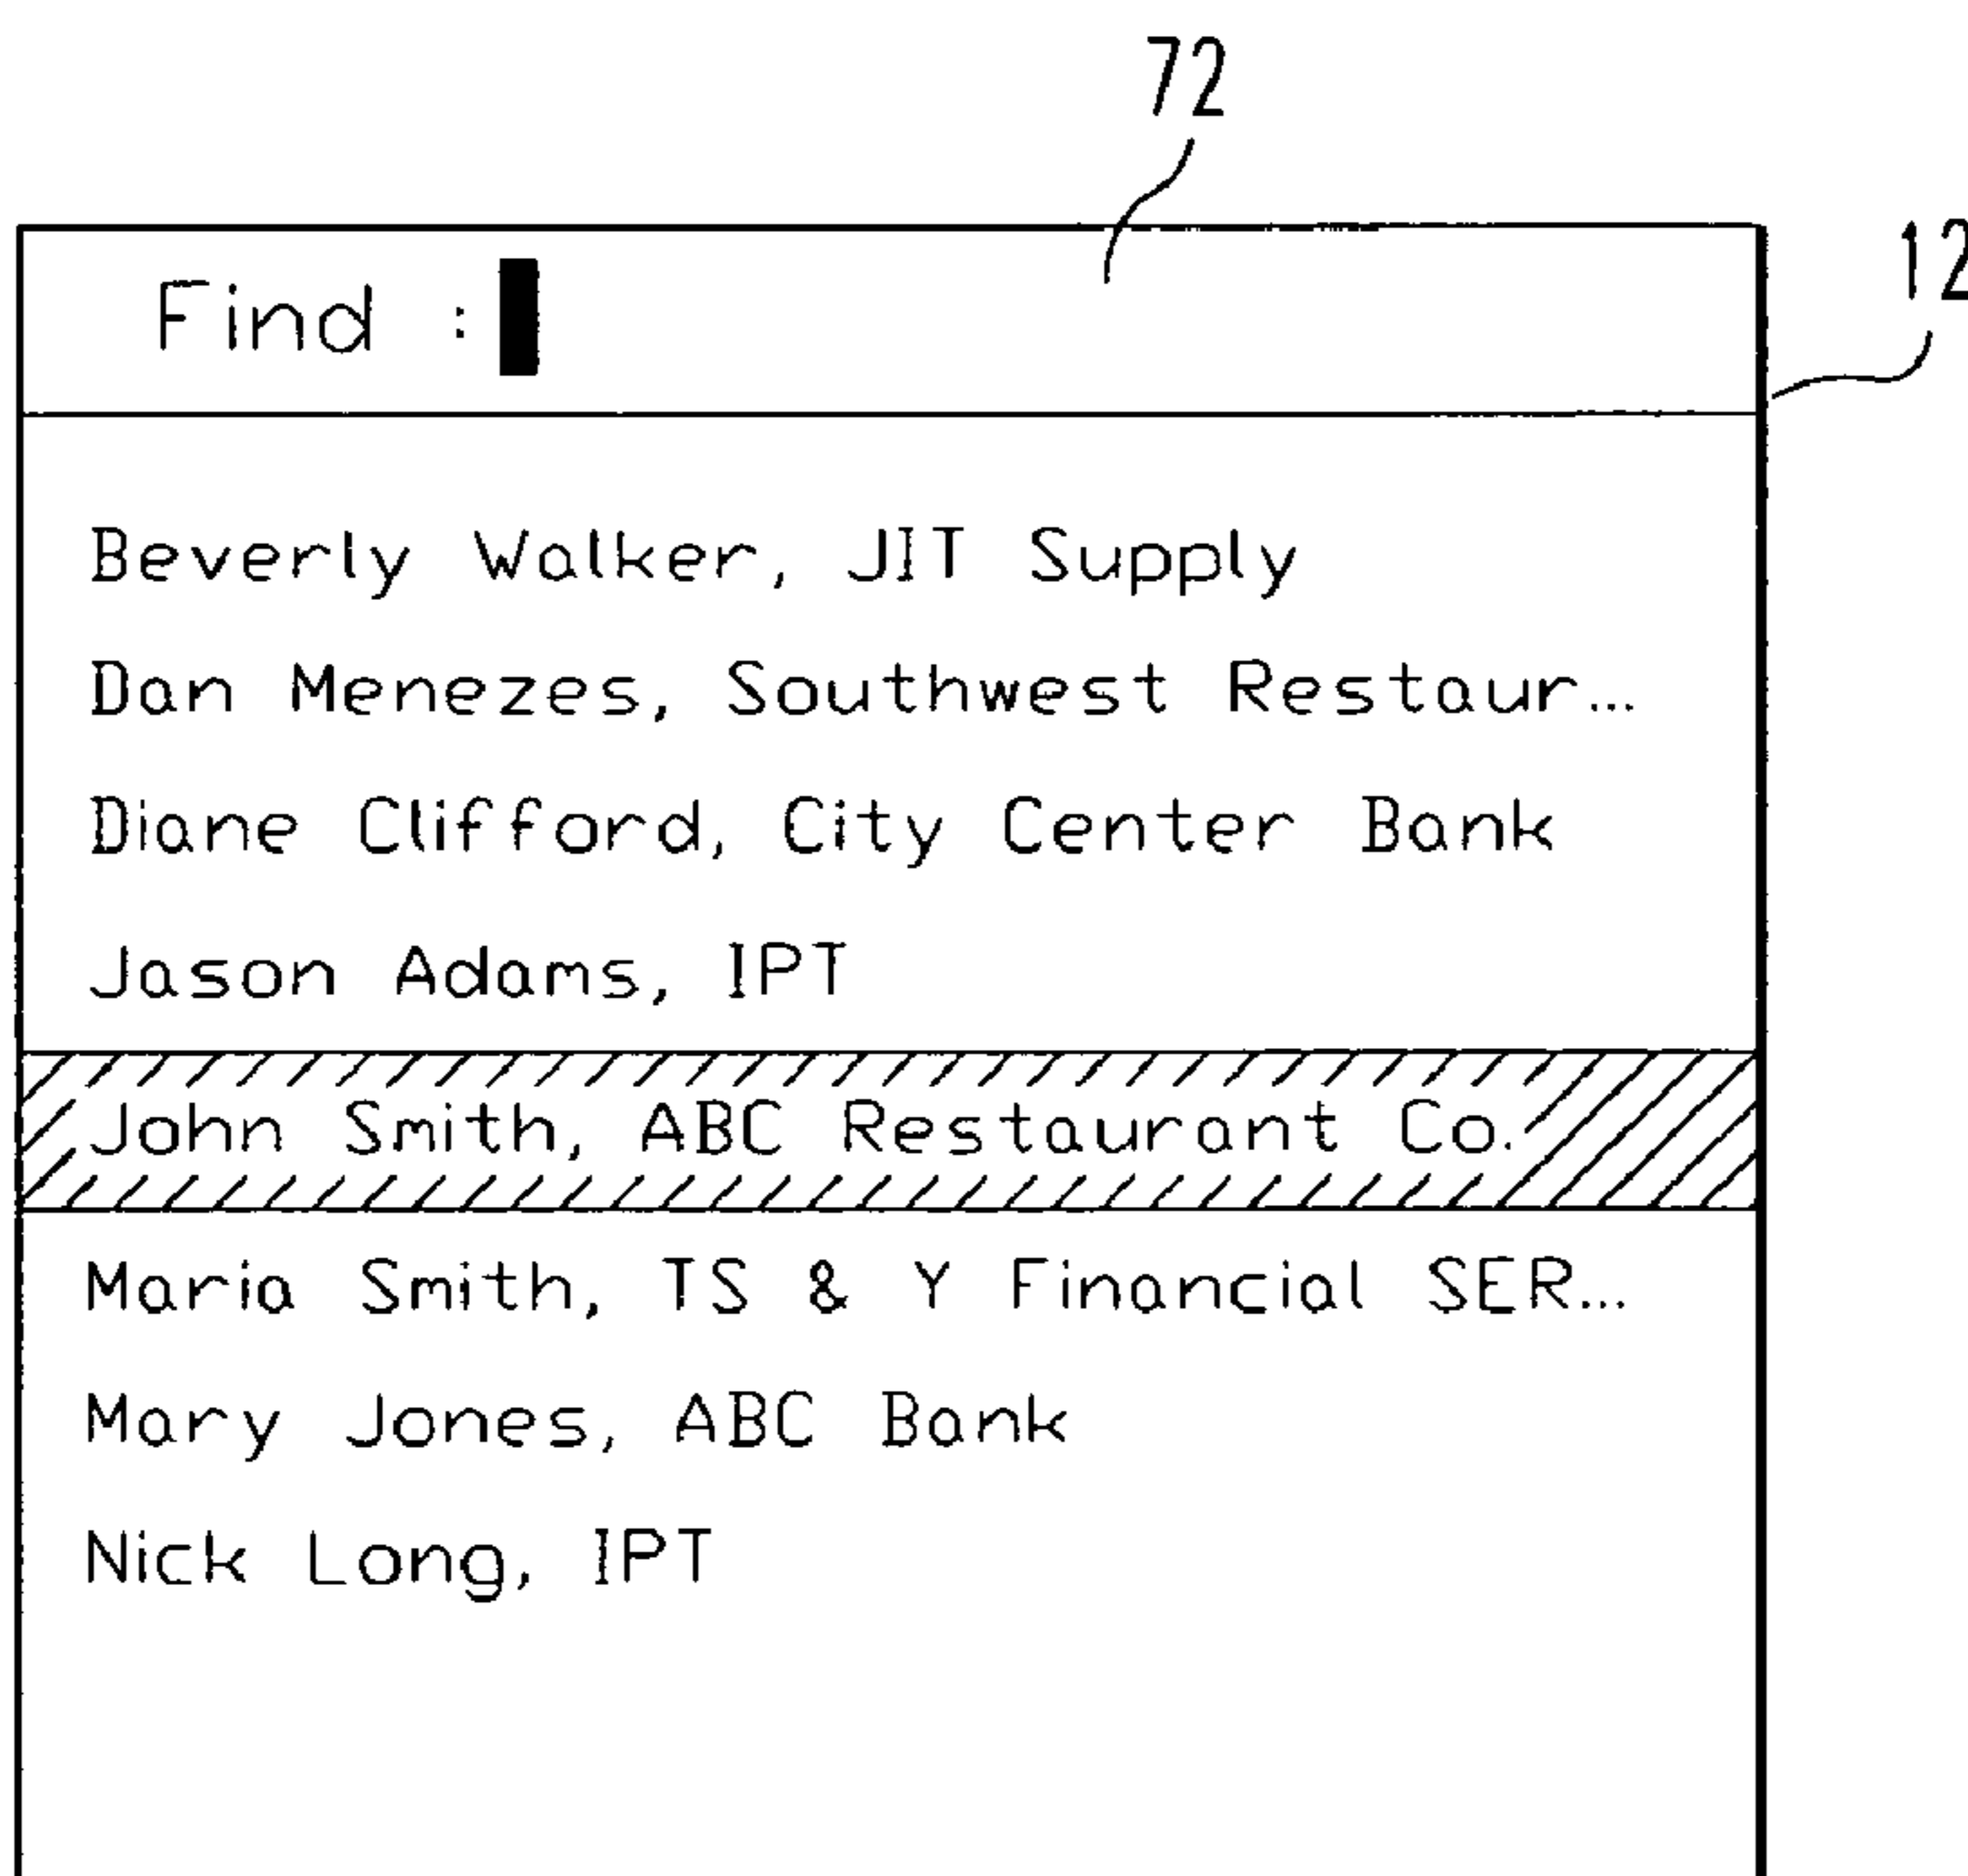 72
12
Find :
Beverly Walker, JIT Supply
Dan Menezes, Southwest Restaur...
Diane Clifford, City Center Bank
Jason Adams, IPT
John Smith, ABC Restaurant Co.
Maria Smith, TS & Y Financial SER...
Mary Jones, ABC Bank
Nick Long, IPT